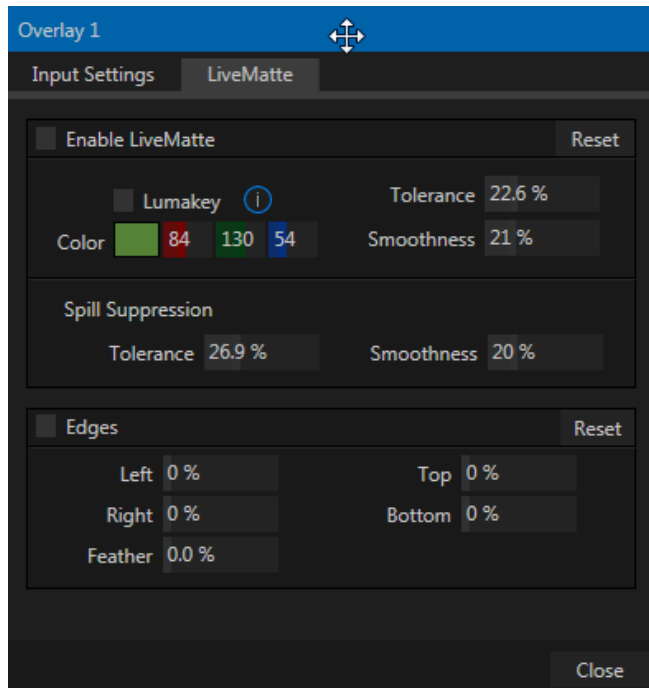 Overlay 1
Input Settings LiveMatte
Enable LiveMatte Reset
Lumakey i Tolerance 22.6 %
Color 84 130 54 Smoothness 21 %
Spill Suppression
Tolerance 26.9 % Smoothness 20 %
Edges Reset
Left 0 % Top 0 %
Right 0 % Bottom 0 %
Feather 0.0 %
Close